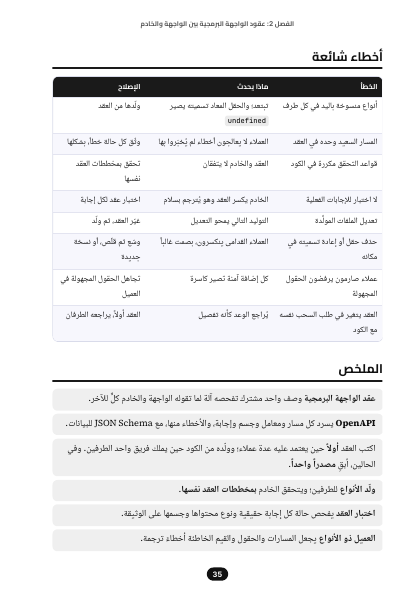 الفصل 2: عقود الواجهة البرمجية بين الواجهة والخادم
أخطاء شائعة
الخطأ ماذا يحدث الإصلاح
أنواع منسوخة باليد في كل طرف تبتعد؛ والحقل المعاد تسميته يصير ولّدها من العقد
undefined
المسار السعيد وحده في العقد العملاء لا يعالجون أخطاء لم يُخبَروا بها وثّق كل حالة خطأ، بشكلها
قواعد التحقق مكررة في الكود العقد والخادم لا يتفقان تحقق بمخططات العقد
نفسها
لا اختبار للإجابات الفعلية الخادم يكسر العقد وهو يُترجم بسلام اختبار عقد لكل إجابة
تعديل الملفات المولّدة التوليد التالي يمحو التعديل غيّر العقد، ثم ولّد
حذف حقل أو إعادة تسميته في العملاء القدامى ينكسرون، بصمت غالباً وسّع ثم قلّص، أو نسخة
مكانه جديدة
عملاء صارمون يرفضون الحقول كل إضافة آمنة تصير كاسرة تجاهل الحقول المجهولة في
المجهولة العميل
العقد يتغير في طلب السحب نفسه يُراجع الوعد كأنه تفصيل العقد أولاً، يراجعه الطرفان
مع الكود
الملخص
عقد الواجهة البرمجية وصف واحد مشترك تفحصه آلة لما تقوله الواجهة والخادم كلٌّ للآخر.
OpenAPI يسرد كل مسار ومعامل وجسم وإجابة، والأخطاء منها، مع JSON Schema للبيانات.
اكتب العقد أولاً حين يعتمد عليه عدة عملاء؛ وولّده من الكود حين يملك فريق واحد الطرفين. وفي
الحالين، أبقِ مصدراً واحداً.
ولّد الأنواع للطرفين؛ ويتحقق الخادم بمخططات العقد نفسها.
اختبار العقد يفحص حالة كل إجابة حقيقية ونوع محتواها وجسمها على الوثيقة.
العميل ذو الأنواع يجعل المسارات والحقول والقيم الخاطئة أخطاء ترجمة.
35